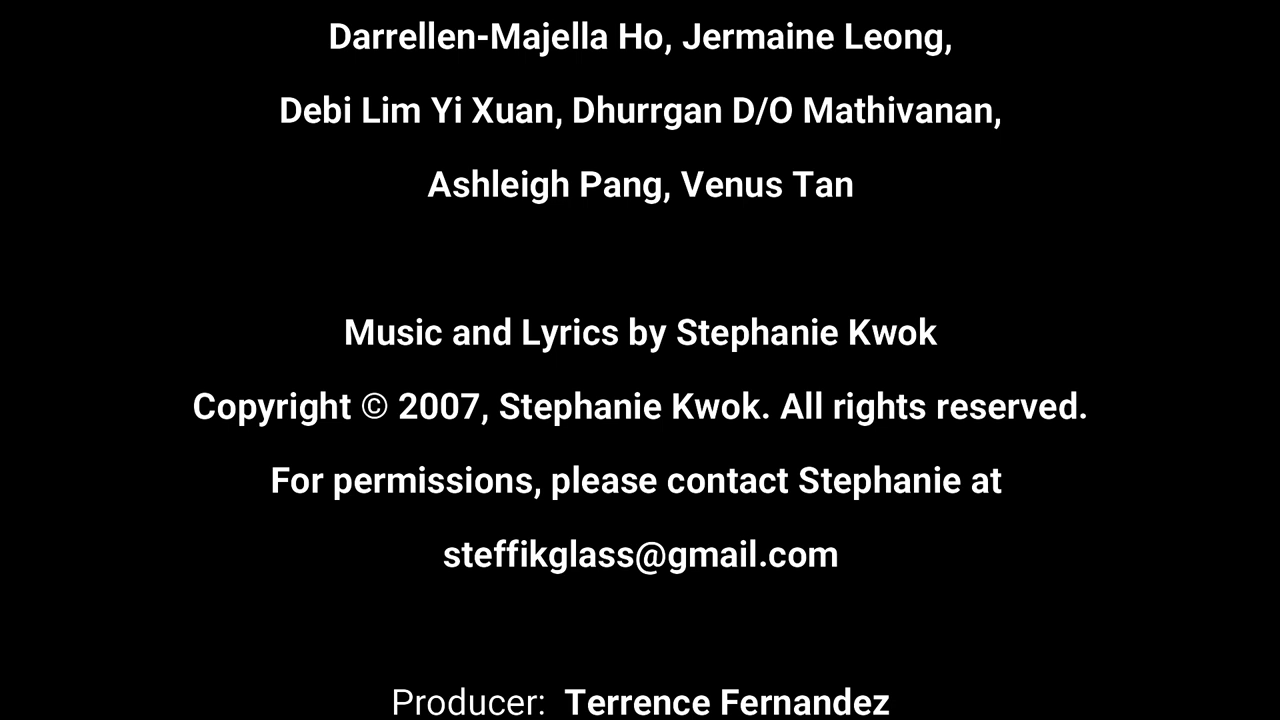 Darrellen-Majella Ho, Jermaine Leong,
Debi Lim Yi Xuan, Dhurrgan D/O Mathivanan,
Ashleigh Pang, Venus Tan
Music and Lyrics by Stephanie Kwok
Copyright © 2007, Stephanie Kwok. All rights reserved.
For permissions, please contact Stephanie at
steffikglass@gmail.com
Producer: Terrence Fernandez